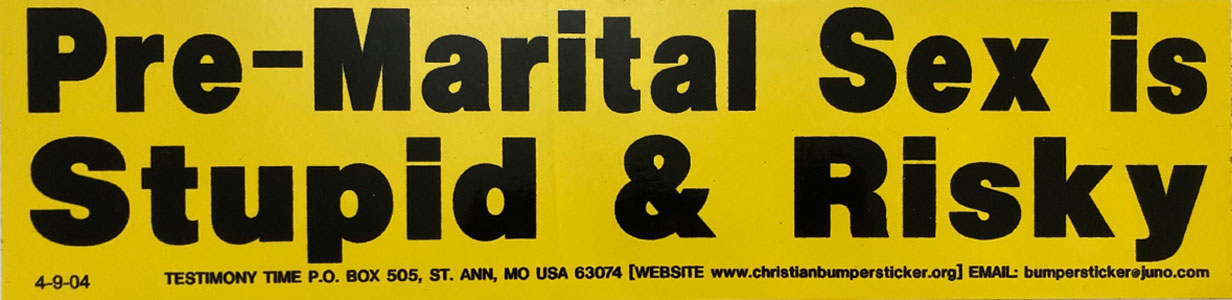 Pre-Marital Sex is
Stupid & Risky
4-9-04 TESTIMONY TIME P.O. BOX 505, ST. ANN, MO USA 63074 [WEBSITE www.christianbumpersticker.org] EMAIL: bumpersticker@juno.com